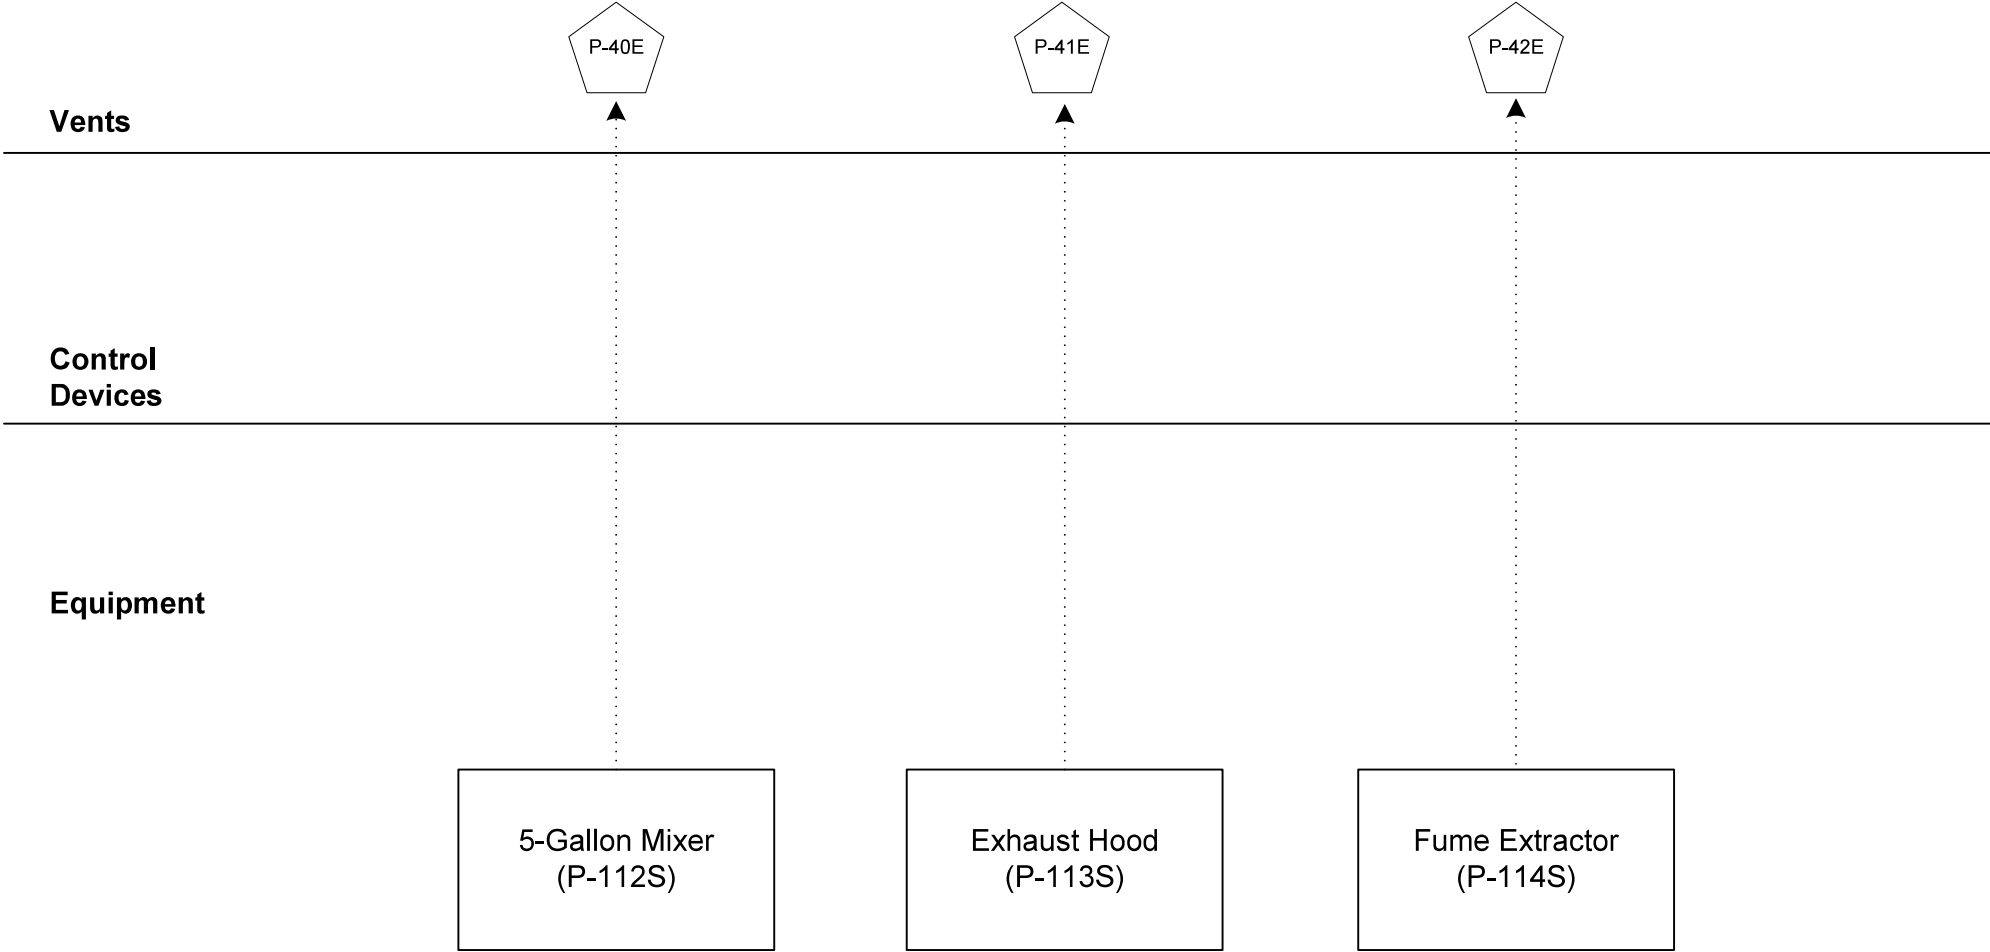 P-40E
P-41E
P-42E
Vents
Control
Devices
Equipment
5-Gallon Mixer
(P-112S)
Exhaust Hood
(P-113S)
Fume Extractor
(P-114S)